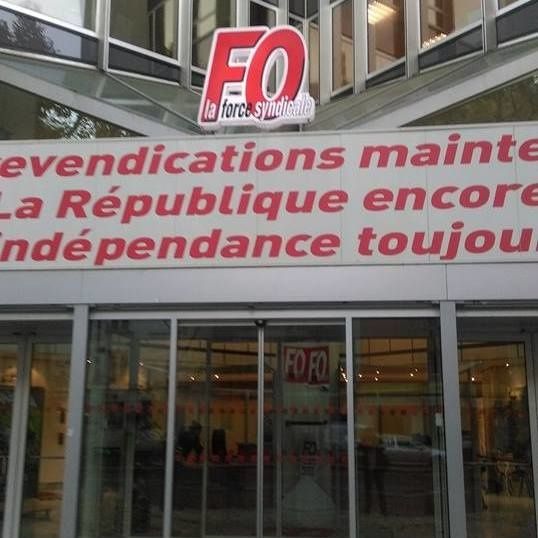 FO
la force syndicale
revendications mainte
La République encore
indépendance toujou
FO FO